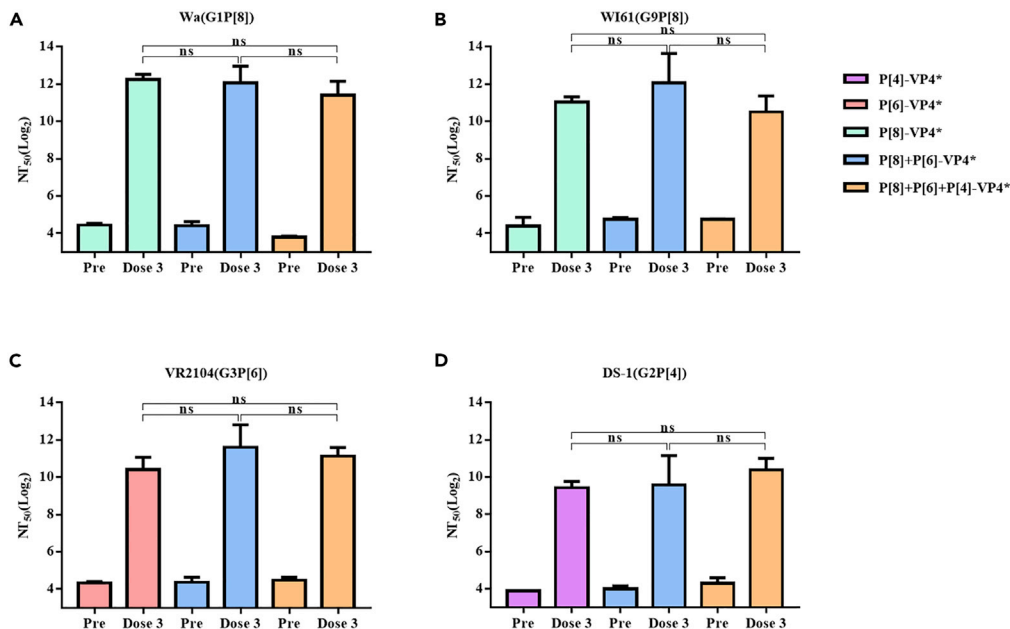 A
Wa(G1P[8])
ns
ns
ns
14
12
10
8
6
4
NT50(Log2)
Pre
Dose 3
Pre
Dose 3
Pre
Dose 3
B
WI61(G9P[8])
ns
ns
ns
14
12
10
8
6
4
NT50(Log2)
Pre
Dose 3
Pre
Dose 3
Pre
Dose 3
P[4]-VP4*
P[6]-VP4*
P[8]-VP4*
P[8]+P[6]-VP4*
P[8]+P[6]+P[4]-VP4*
C
VR2104(G3P[6])
ns
ns
ns
14
12
10
8
6
4
NT50(Log2)
Pre
Dose 3
Pre
Dose 3
Pre
Dose 3
D
DS-1(G2P[4])
ns
ns
ns
14
12
10
8
6
4
NT50(Log2)
Pre
Dose 3
Pre
Dose 3
Pre
Dose 3